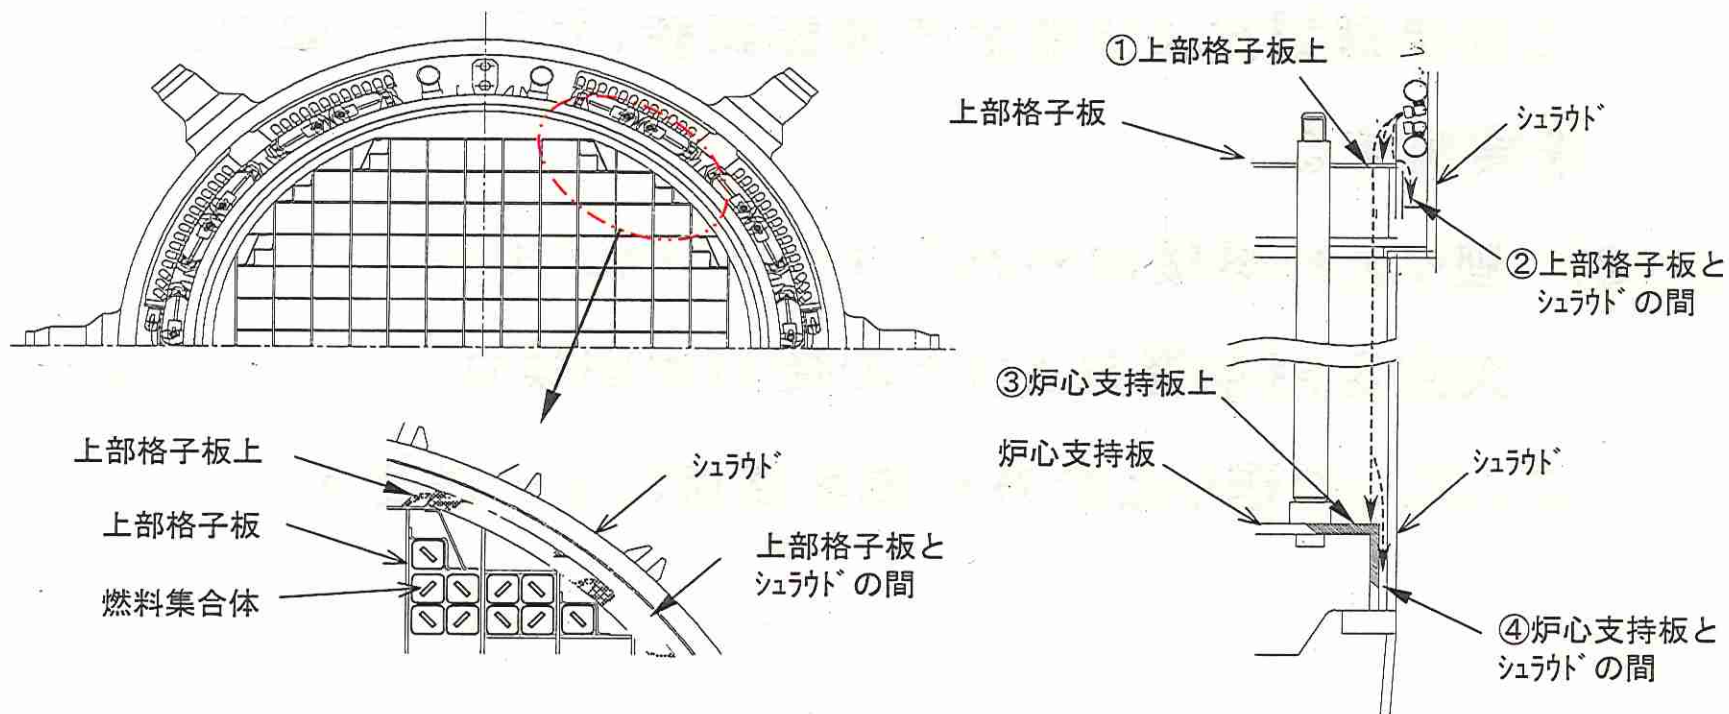 ①上部格子板上
上部格子板
シュラウド
②上部格子板と
シュラウドの間
③炉心支持板上
炉心支持板
シュラウド
④炉心支持板と
シュラウドの間
上部格子板上
上部格子板
燃料集合体
シュラウド
上部格子板と
シュラウドの間